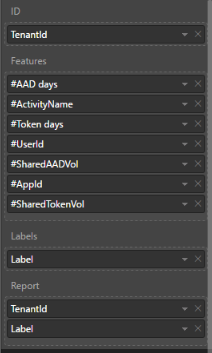 ID
TenantId
Features
#AAD days
#ActivityName
#Token days
#UserId
#SharedAADVol
#AppId
#SharedTokenVol
Labels
Label
Report
TenantId
Label